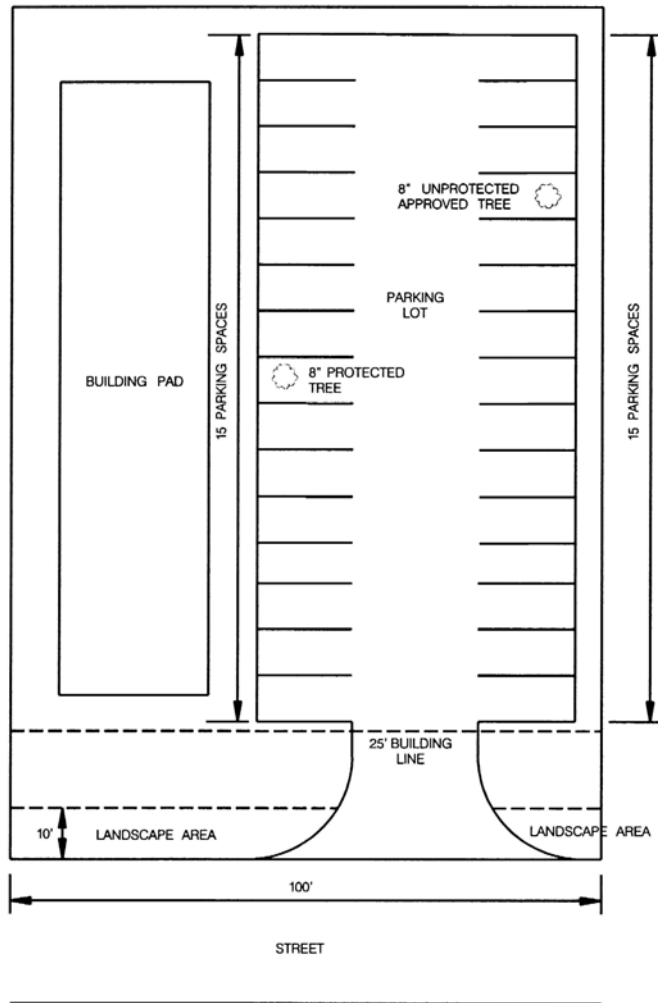 8" UNPROTECTED
APPROVED TREE
PARKING
LOT
15 PARKING SPACES
15 PARKING SPACES
BUILDING PAD
8" PROTECTED
TREE
25' BUILDING
LINE
10'
LANDSCAPE AREA
LANDSCAPE AREA
100'
STREET